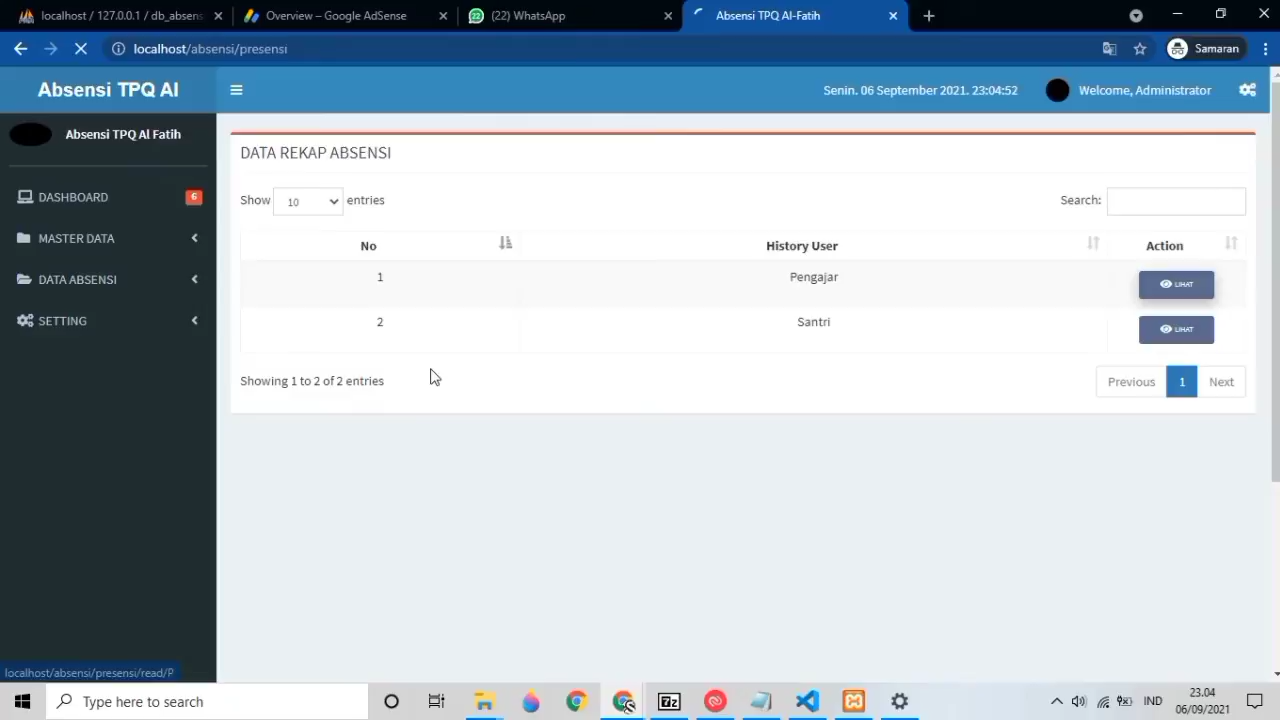 localhost / 127.0.0.1 / db_absens
Overview – Google AdSense
(22) WhatsApp
Absensi TPQ Al-Fatih
localhost/absensi/presensi
Samaran
Absensi TPQ Al
Senin. 06 September 2021. 23:04:52
Welcome, Administrator
Absensi TPQ Al Fatih
DASHBOARD
6
MASTER DATA
DATA ABSENSI
SETTING
DATA REKAP ABSENSI
Show 10 entries
Search:
No History User Action
1 Pengajar LIHAT
2 Santri LIHAT
Showing 1 to 2 of 2 entries
Previous 1 Next
localhost/absensi/presensi/read/P
Type here to search
IND
23.04
06/09/2021